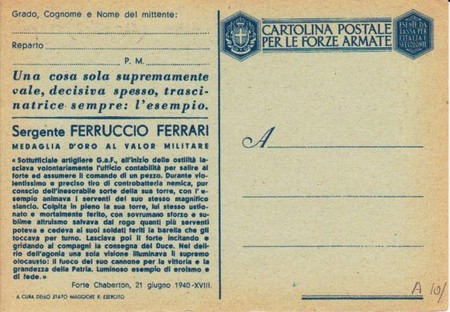 Grado, Cognome e Nome del mittente:
Reparto
P. M.
Una cosa sola supremamente
vale, decisiva spesso, trasci-
natrice sempre: l'esempio.
Sergente FERRUCCIO FERRARI
MEDAGLIA D'ORO AL VALOR MILITARE
« Sottufficiale artigliere G.a.F., all'inizio delle ostilità la-
sciava volontariamente l'ufficio contabilità per salire al
forte ed assumere il comando di un pezzo. Durante vio-
lentissimo e preciso tiro di controbatteria nemica, pur
conscio dell'inesorabile sorte della sua torre, con l'e-
sempio animava i serventi del suo stesso magnifico
slancio. Colpita in pieno la sua torre, lui stesso ustio-
nato e mortalmente ferito, con sovrumano sforzo e su-
blime altruismo salvava dal rogo quanti più serventi
poteva e cedeva ai suoi soldati feriti la barella che gli
toccava per turno. Lasciava poi il forte incitando e
gridando ai compagni la consegna del Duce. Nel deli-
rio dell'agonia una sola visione illuminava il supremo
olocausto: il fuoco del suo cannone per la vittoria e la
grandezza della Patria. Luminoso esempio di eroismo e
di fede».
Forte Chaberton, 21 giugno 1940-XVIII.
A CURA DELLO STATO MAGGIORE R. ESERCITO
CARTOLINA POSTALE
PER LE FORZE ARMATE
ESENTE DA
TASSA PER
L'ITALIA E
A
A 10/